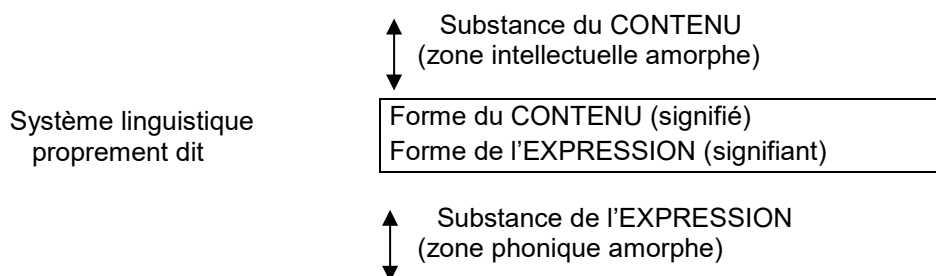 Substance du CONTENU
(zone intellectuelle amorphe)
Système linguistique
proprement dit
Forme du CONTENU (signifié)
Forme de l’EXPRESSION (signifiant)
Substance de l’EXPRESSION
(zone phonique amorphe)